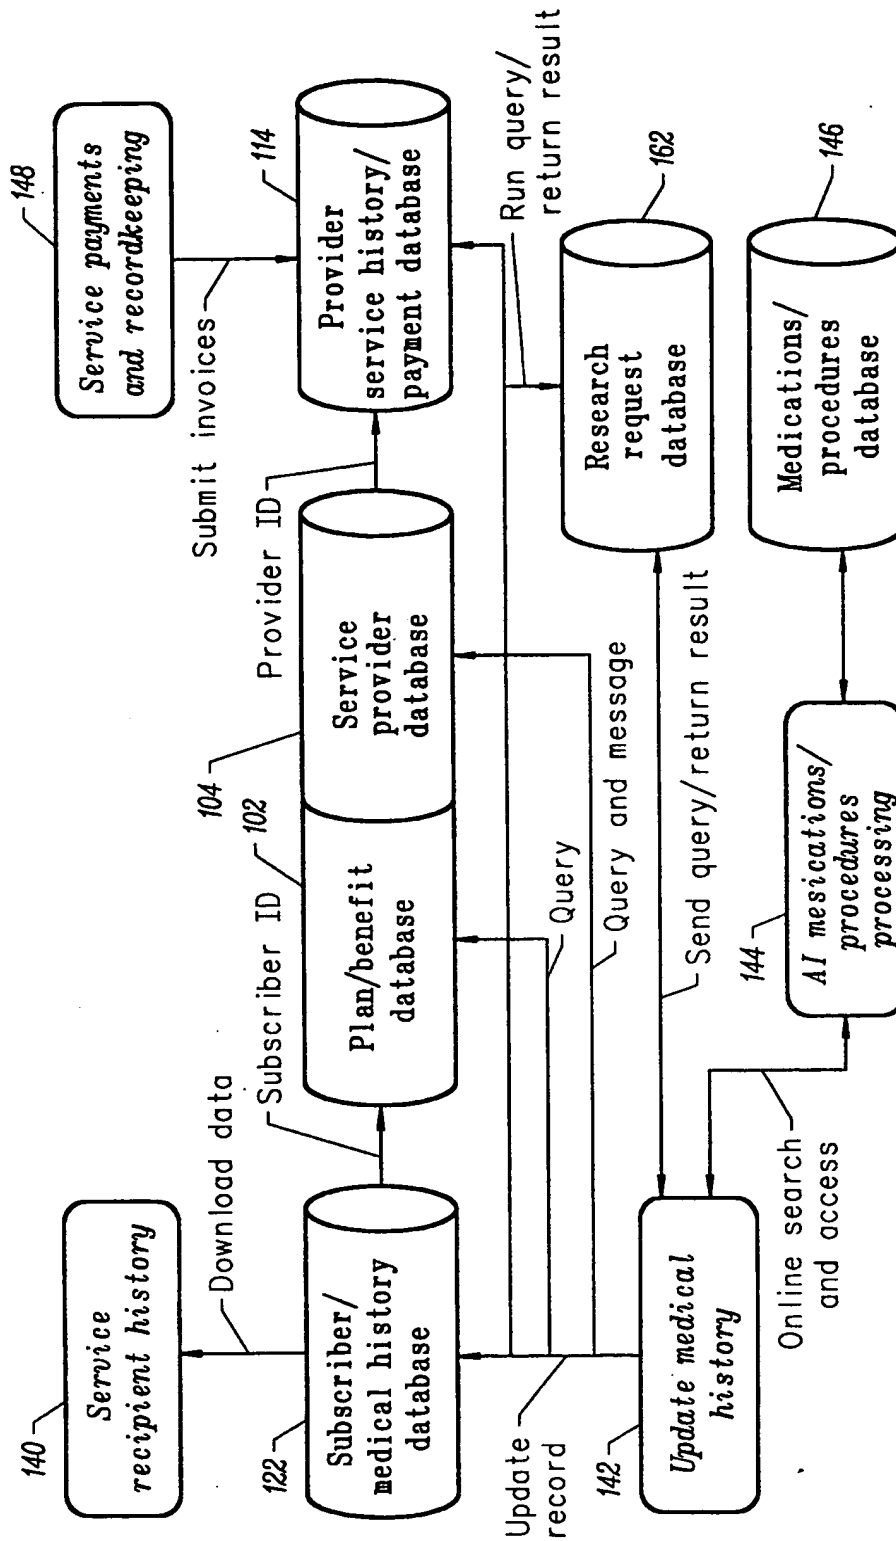 140
Service
recipient history
Download data
148
Service payments
and recordkeeping
Submit invoices
122
Subscriber/
medical history
database
Subscriber ID
102
Plan/benefit
database
104
Service
provider
database
Provider ID
114
Provider
service history/
payment database
Update
record
Query
Query and message
Run query/
return result
142
Update medical
history
Send query/return result
162
Research
request
database
Online search
and access
144
AI mesications/
procedures
processing
146
Medications/
procedures
database